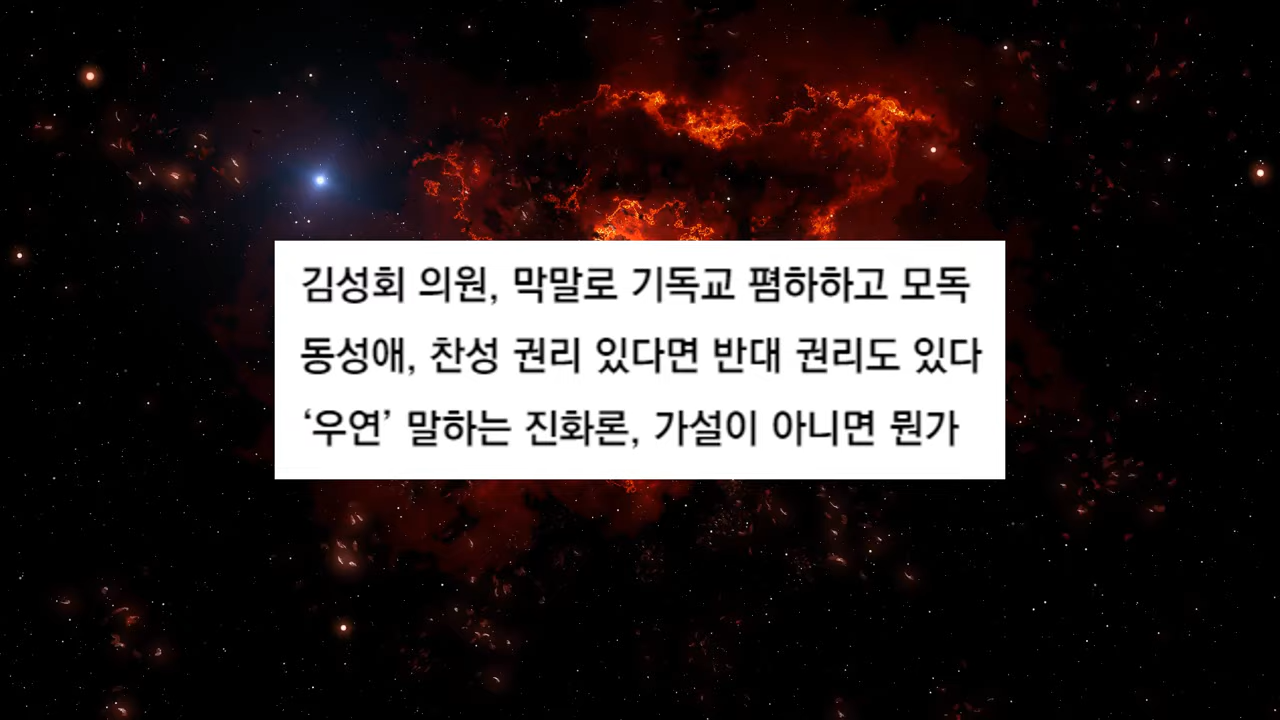 김성회 의원, 막말로 기독교 폄하하고 모독
동성애, 찬성 권리 있다면 반대 권리도 있다
‘우연’ 말하는 진화론, 가설이 아니면 뭔가